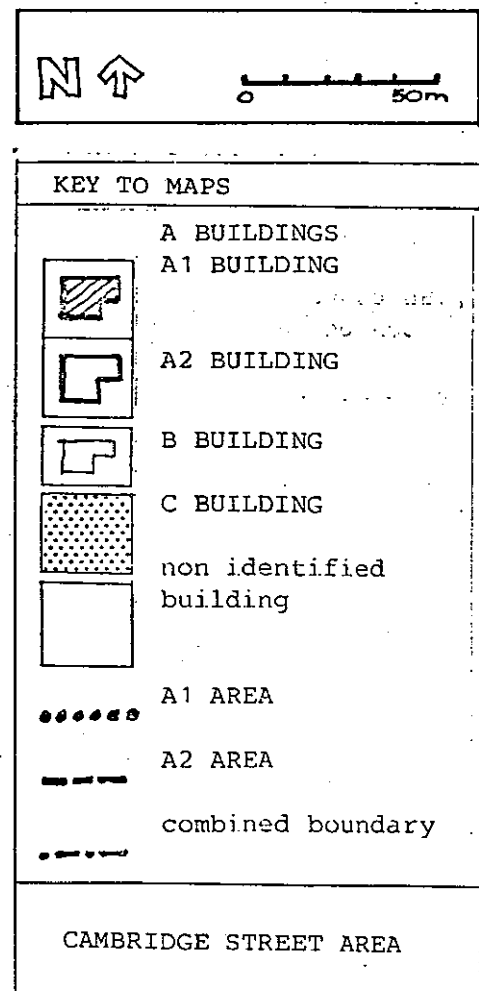 N
0 50m
KEY TO MAPS
A BUILDINGS
A1 BUILDING
A2 BUILDING
B BUILDING
C BUILDING
non identified
building
A1 AREA
A2 AREA
combined boundary
CAMBRIDGE STREET AREA